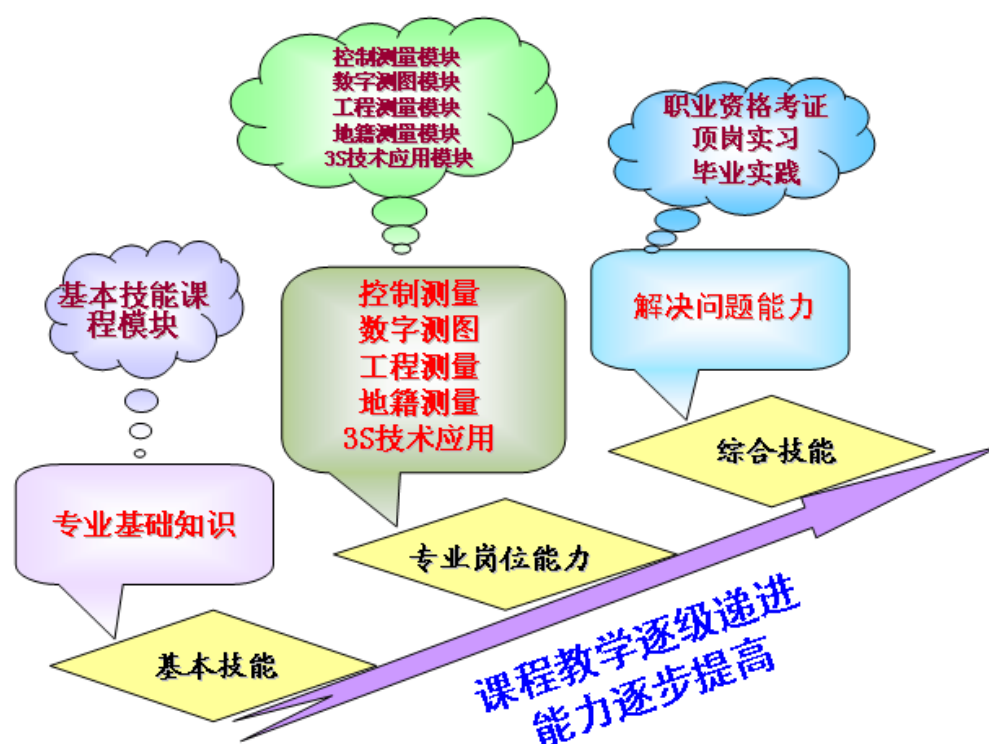 控制测量模块
数字测图模块
工程测量模块
地籍测量模块
3S技术应用模块
职业资格考证
顶岗实习
毕业实践
基本技能课
程模块
控制测量
数字测图
工程测量
地籍测量
3S技术应用
解决问题能力
专业基础知识
综合技能
专业岗位能力
基本技能
课程教学逐级递进
能力逐步提高